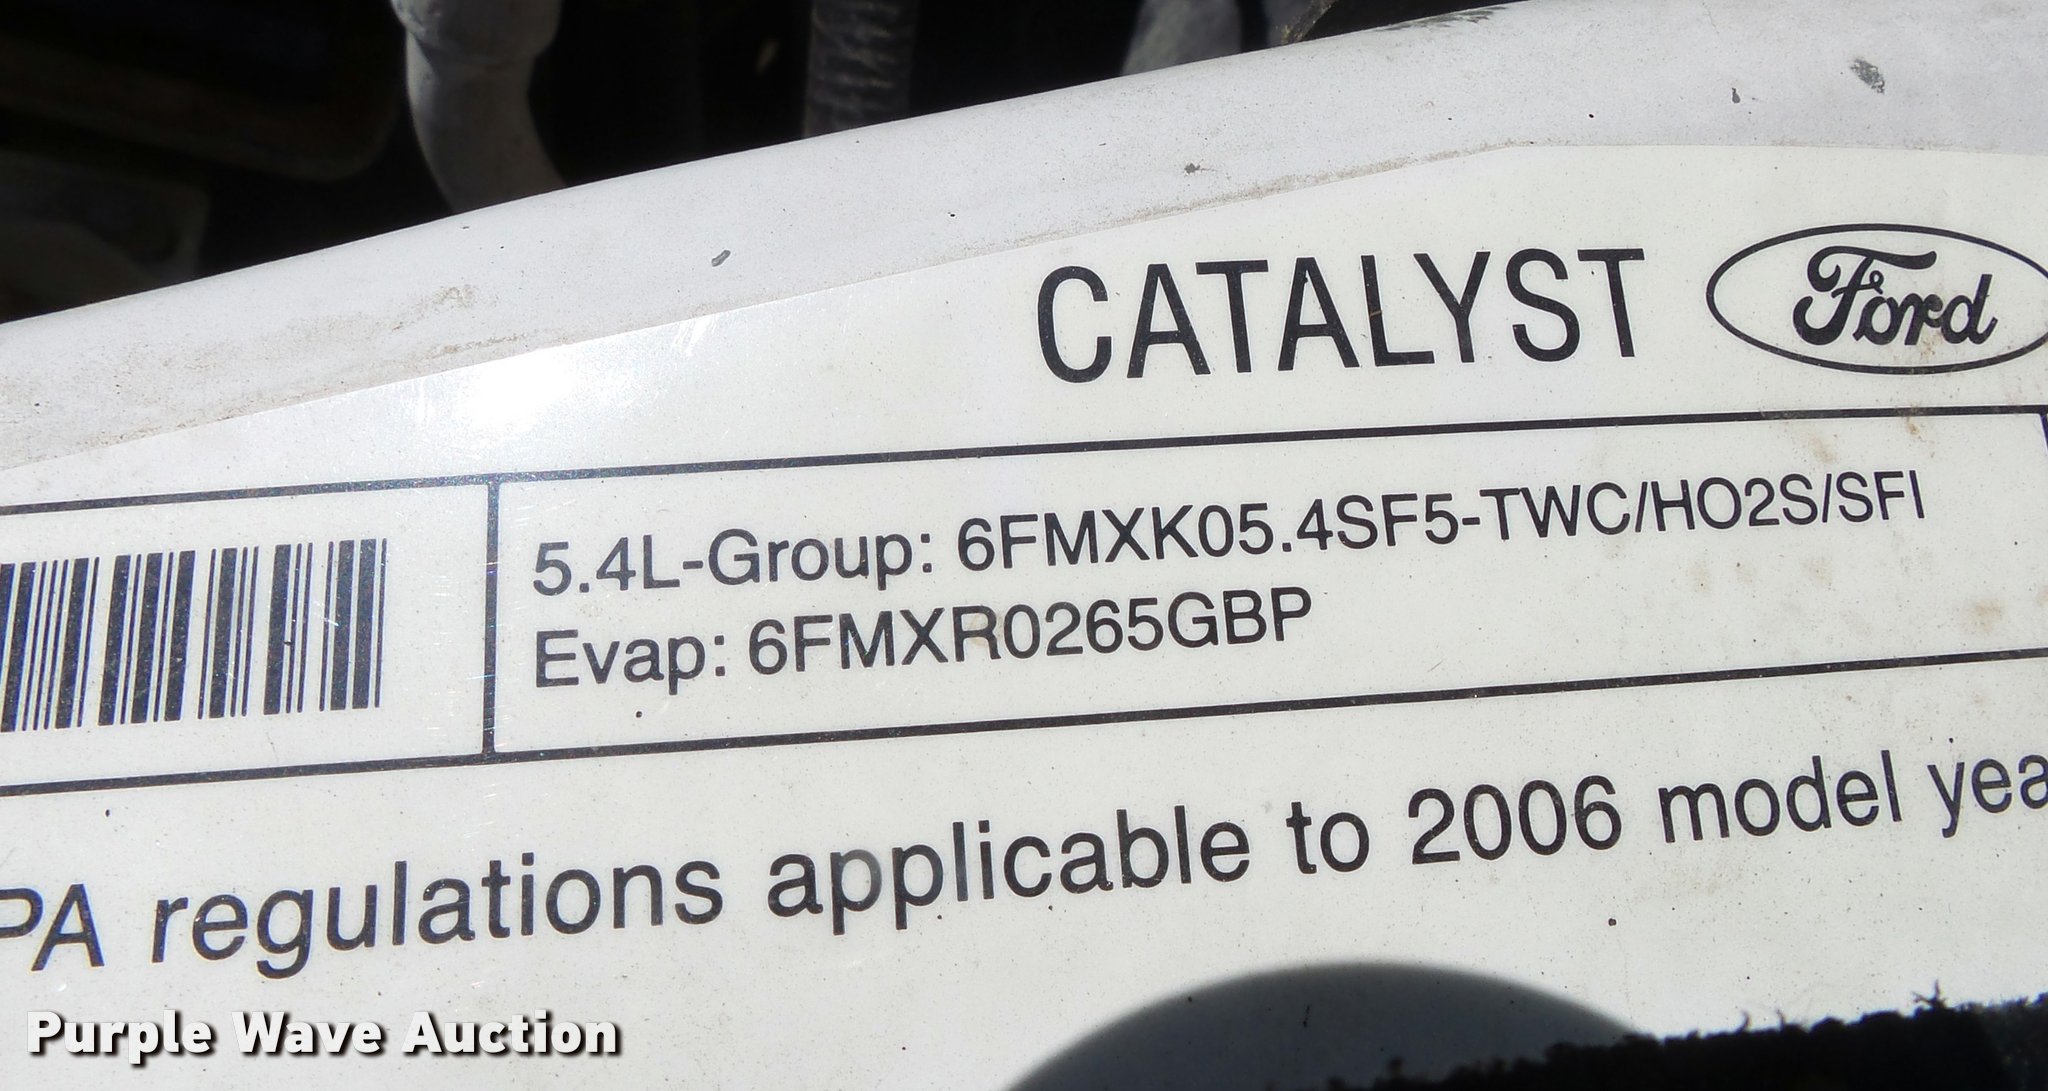 CATALYST Ford
5.4L-Group: 6FMXK05.4SF5-TWC/HO2S/SFI
Evap: 6FMXR0265GBP
PA regulations applicable to 2006 model yea
Purple Wave Auction